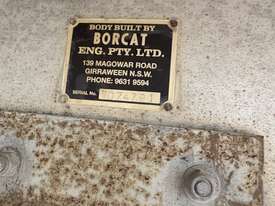 BODY BUILT BY
BORCAT
ENG. PTY. LTD.
139 MAGOWAR ROAD
GIRRAWEEN N.S.W.
PHONE: 9631 9594
SERIAL No.